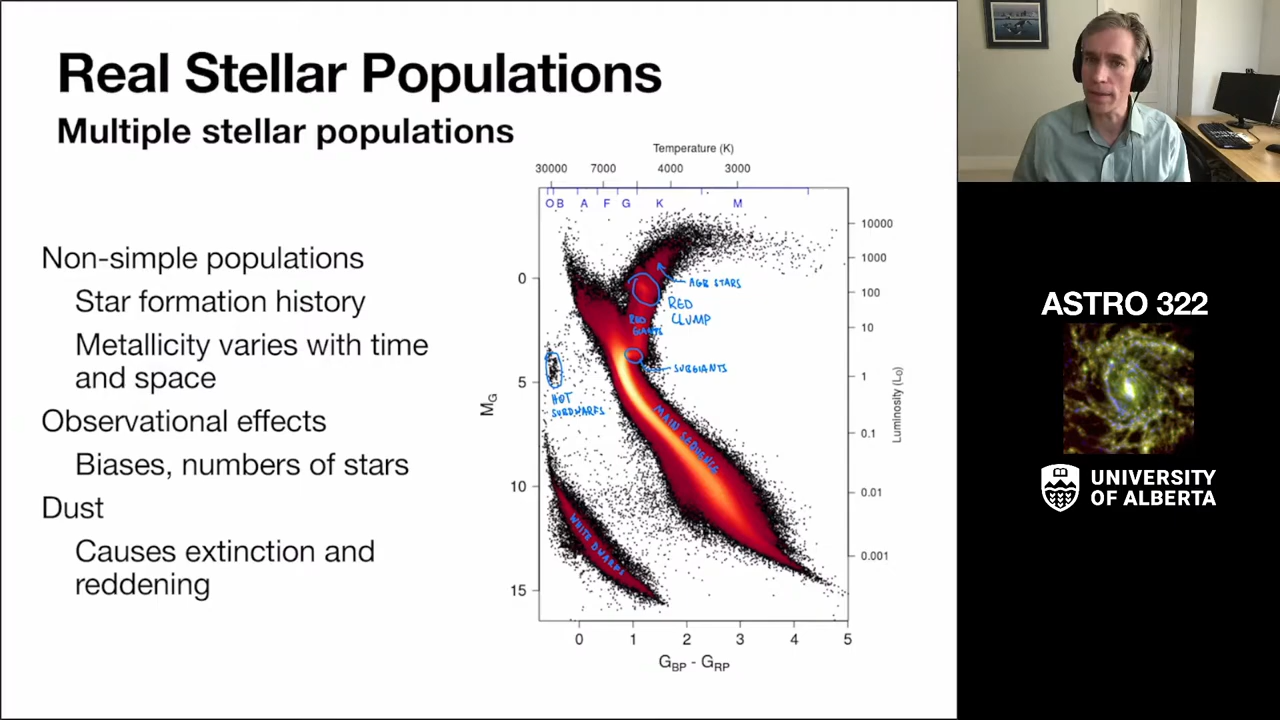 Real Stellar Populations
Multiple stellar populations
Non-simple populations
Star formation history
Metallicity varies with time
and space
Observational effects
Biases, numbers of stars
Dust
Causes extinction and
reddening
Temperature (K)
30000 7000 4000 3000
O B A F G K M
0
5
10
15
M_G
10000
1000
100
10
1
0.1
0.01
0.001
Luminosity (L⊙)
0 1 2 3 4 5
G_BP - G_RP
AGB STARS
RED
CLUMP
RED
GIANTS
SUBGIANTS
HOT
SUBDWARFS
MAIN SEQUENCE
WHITE DWARFS
ASTRO 322
UNIVERSITY
OF ALBERTA